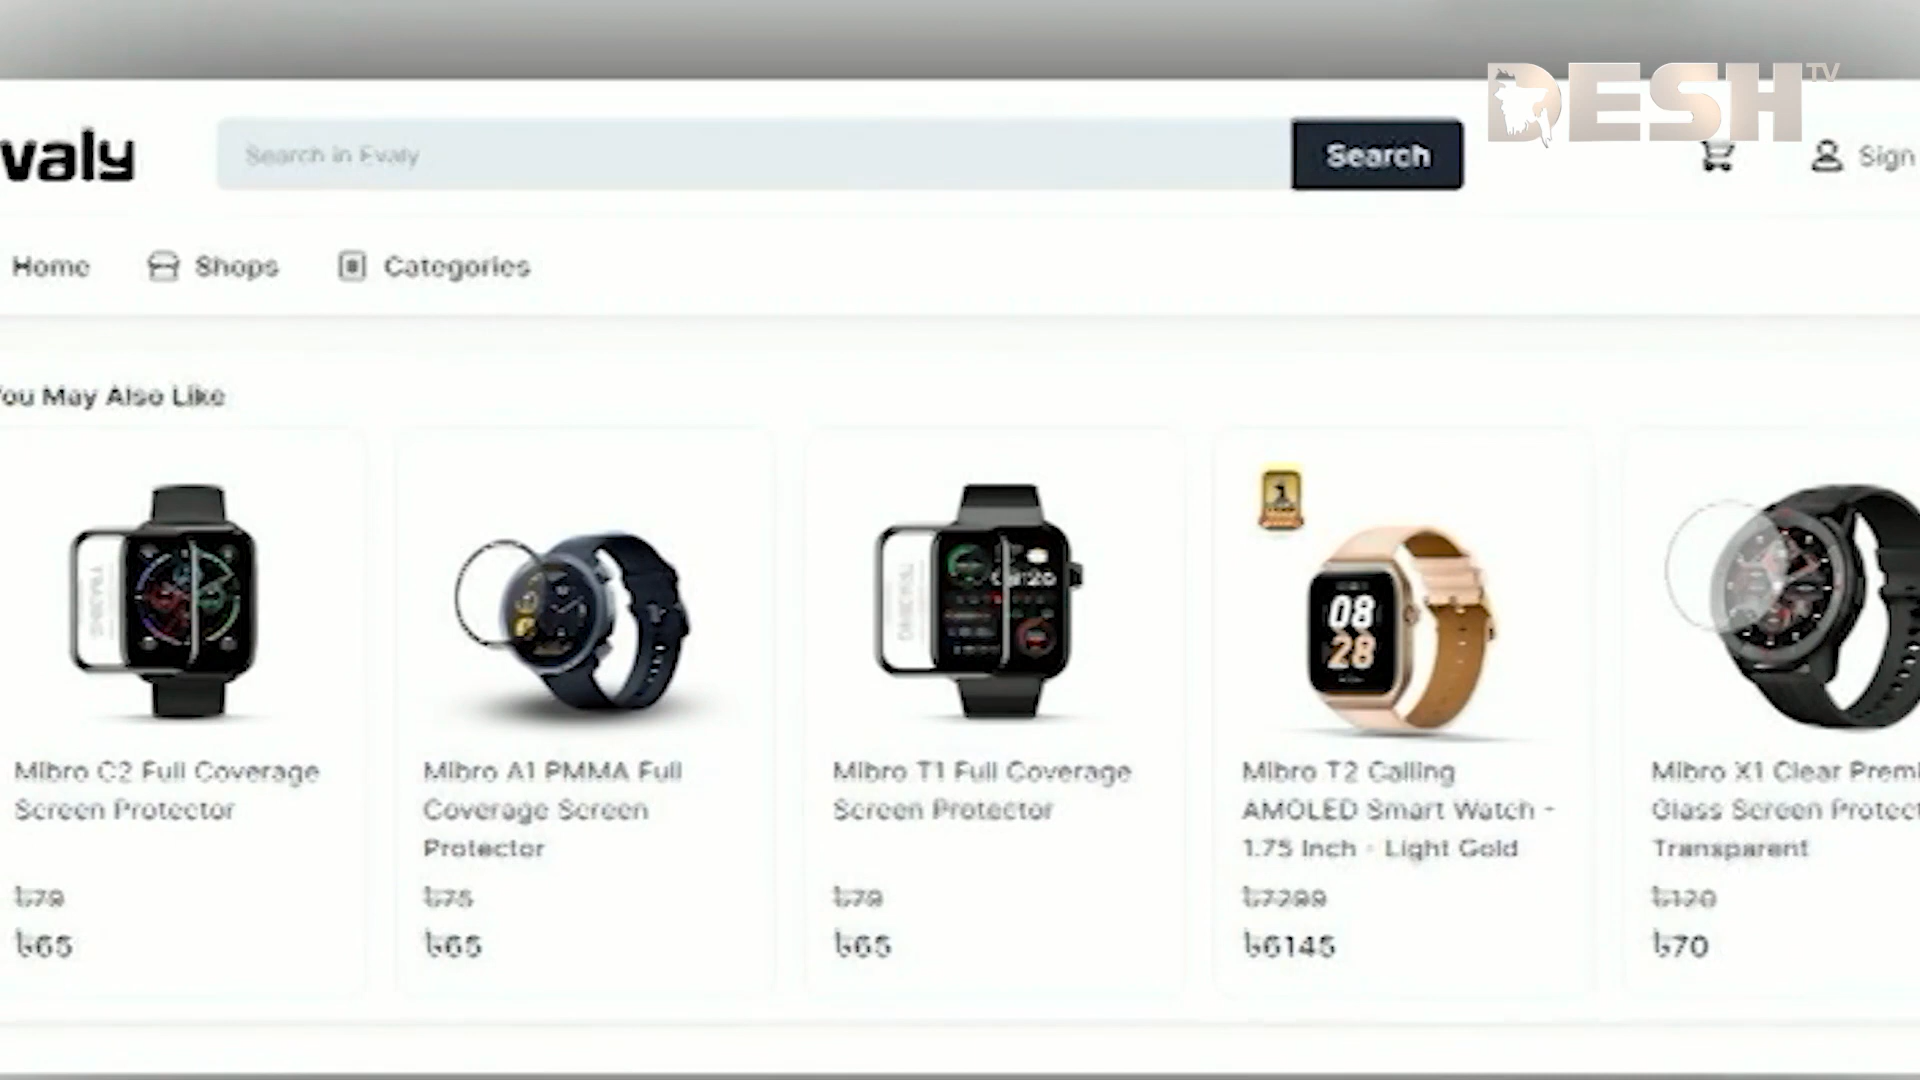 DESH TV
valy
Search in Evaly
Search
Sign
Home
Shops
Categories
You May Also Like
08
28
Mibro C2 Full Coverage
Screen Protector
৳79
৳65
Mibro A1 PMMA Full
Coverage Screen
Protector
৳75
৳65
Mibro T1 Full Coverage
Screen Protector
৳79
৳65
Mibro T2 Calling
AMOLED Smart Watch -
1.75 Inch - Light Gold
৳7299
৳6145
Mibro X1 Clear Premi
Glass Screen Protect
Transparent
৳120
৳70